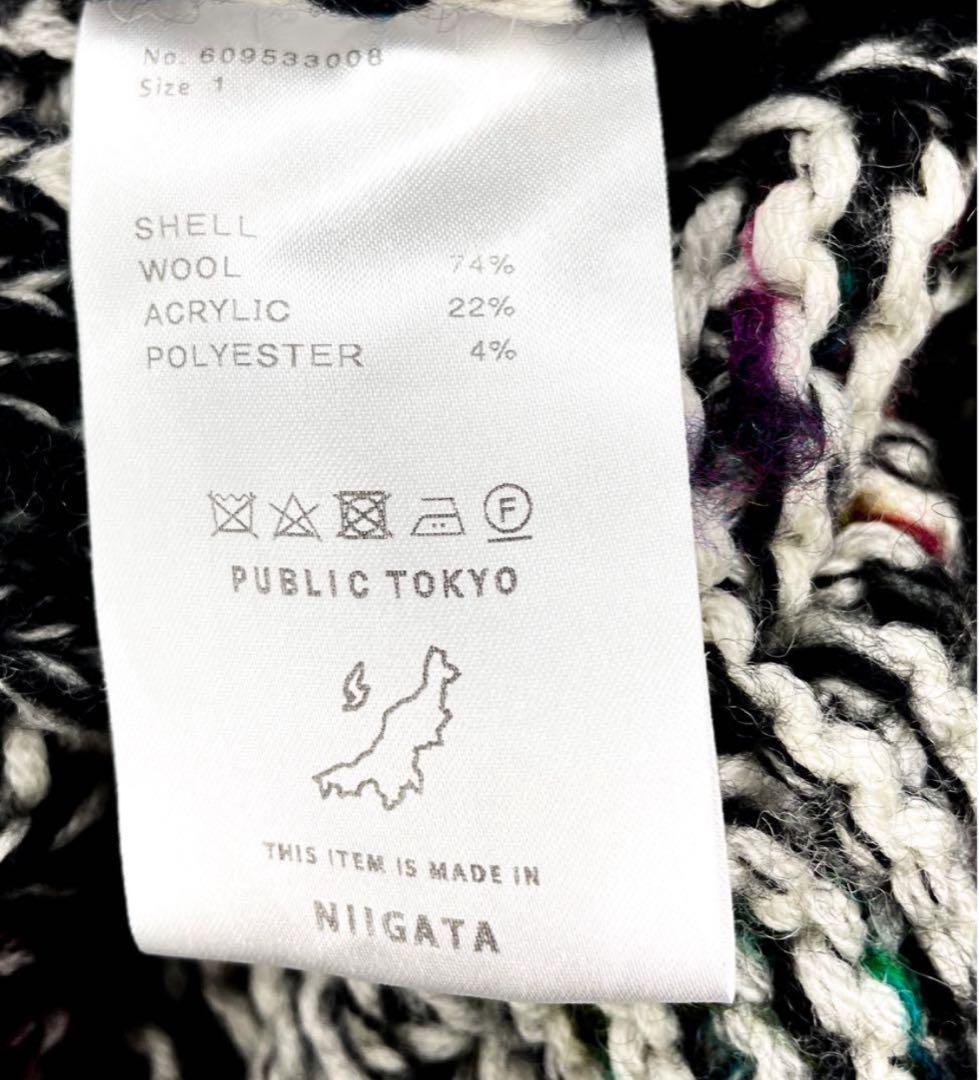 No. 609533008
Size 1
SHELL
WOOL 74%
ACRYLIC 22%
POLYESTER 4%
F
PUBLIC TOKYO
THIS ITEM IS MADE IN
NIIGATA